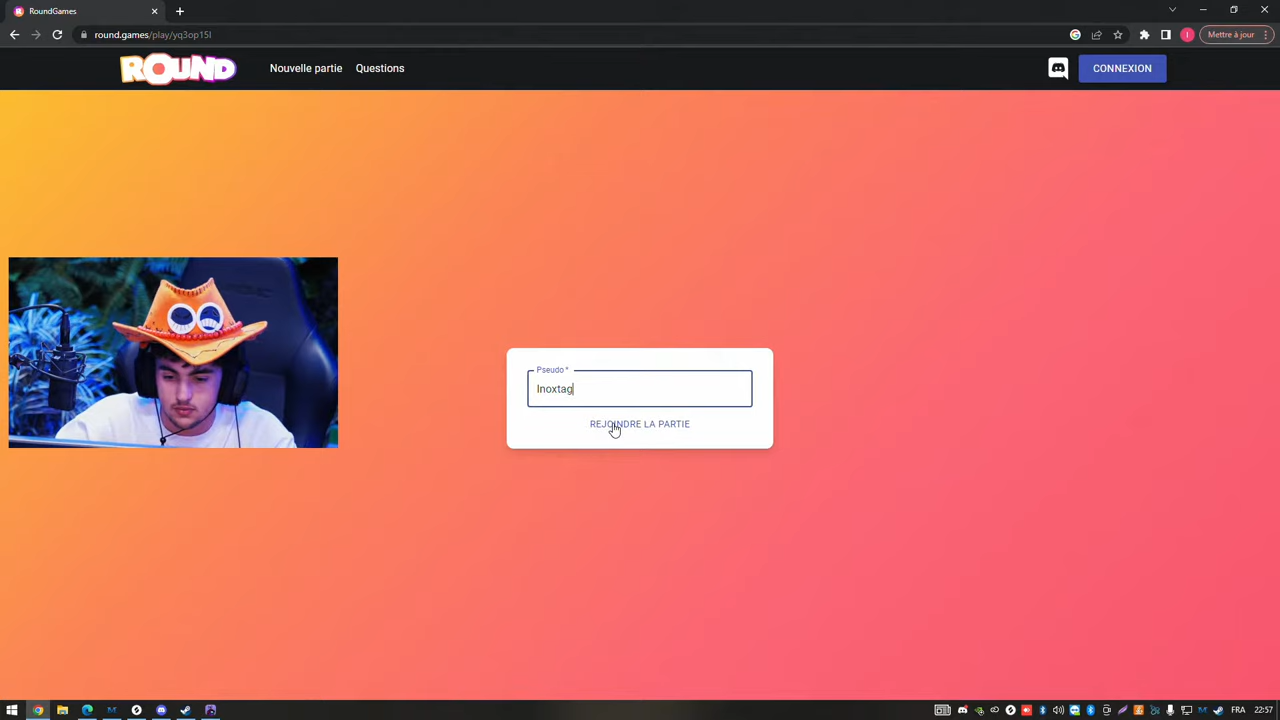 RoundGames
round.games/play/yq3op15l
Mettre à jour
ROUND
Nouvelle partie
Questions
CONNEXION
Pseudo *
Inoxtag
REJOINDRE LA PARTIE
FRA
22:57